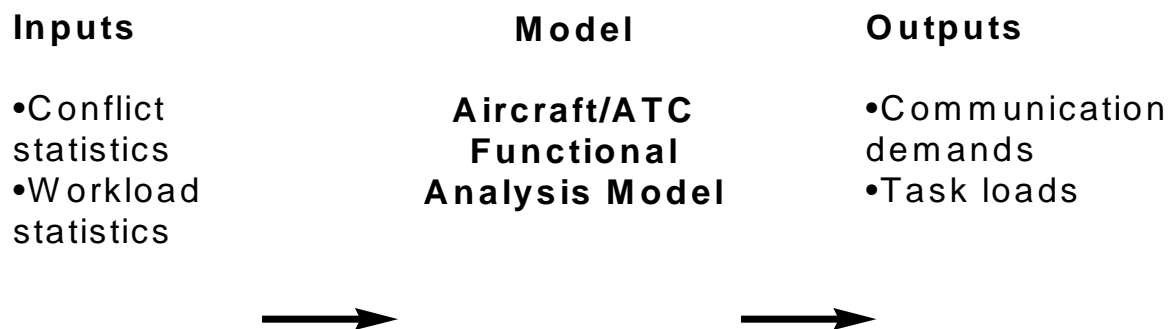 Inputs
•Conflict
statistics
•Workload
statistics
Model
Aircraft/ATC
Functional
Analysis Model
Outputs
•Communication
demands
•Task loads